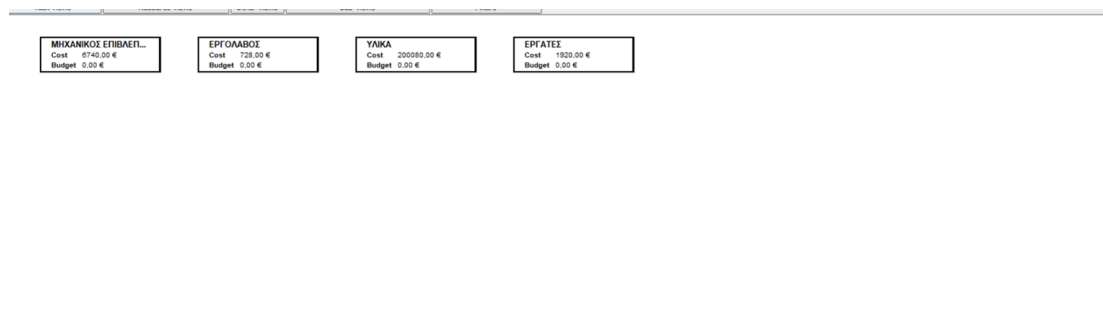 ΜΗΧΑΝΙΚΟΣ ΕΠΙΒΛΕΠ...
Cost 6740,00 €
Budget 0,00 €
ΕΡΓΟΛΑΒΟΣ
Cost 728,00 €
Budget 0,00 €
ΥΛΙΚΑ
Cost 200080,00 €
Budget 0,00 €
ΕΡΓΑΤΕΣ
Cost 1920,00 €
Budget 0,00 €